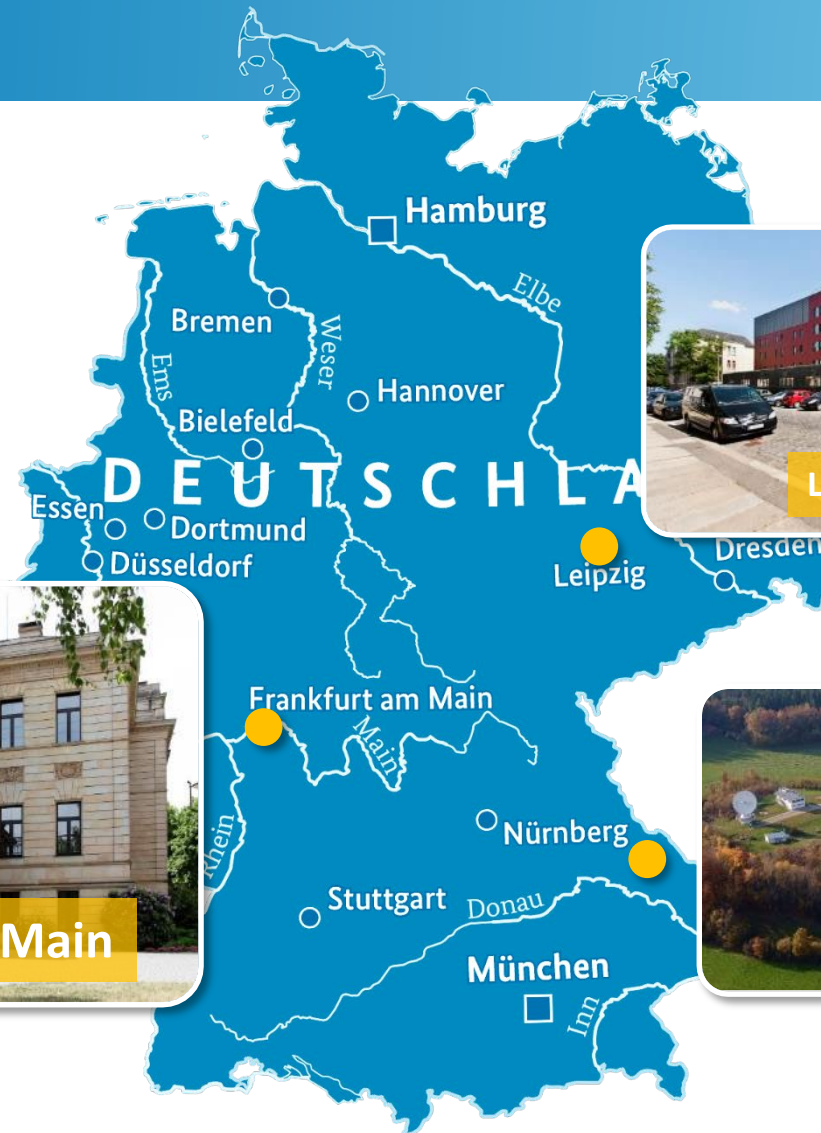 Hamburg
Elbe
Bremen
Weser
Ems
Hannover
Bielefeld
DEUTSCHLA
Essen
Dortmund
L
Düsseldorf
Dresden
Leipzig
Frankfurt am Main
Main
Rhein
Nürnberg
Stuttgart
Donau
Main
München
Inn